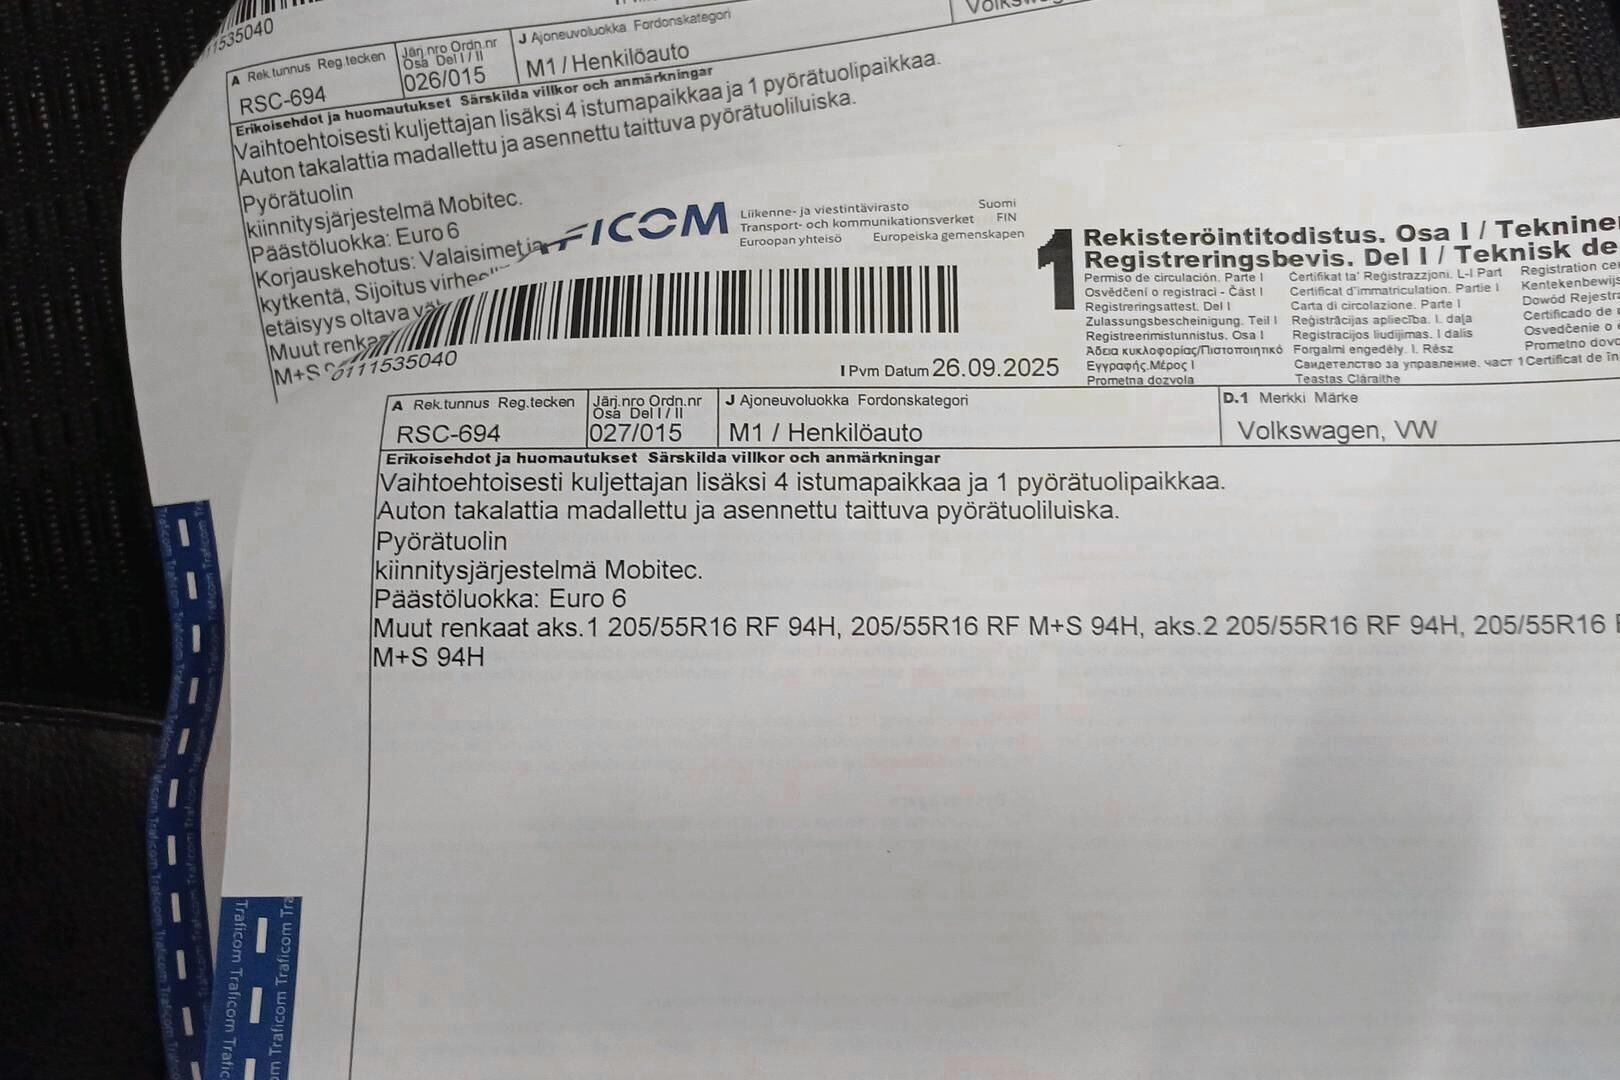 11535040
A Rek.tunnus Reg.tecken
Järj.nro Ordn.nr
Osa Del I / II
J Ajoneuvoluokka Fordonskategori
RSC-694
026/015
M1 / Henkilöauto
Erikoisehdot ja huomautukset Särskilda villkor och anmärkningar
Vaihtoehtoisesti kuljettajan lisäksi 4 istumapaikkaa ja 1 pyörätuolipaikkaa.
Auton takalattia madallettu ja asennettu taittuva pyörätuoliluiska.
Pyörätuolin
kiinnitysjärjestelmä Mobitec.
Päästöluokka: Euro 6
Korjauskehotus: Valaisimet ja
kytkentä, Sijoitus
etäisyys oltava
Muut
M+S
FICOM
Liikenne- ja viestintävirasto Suomi
Transport- och kommunikationsverket FIN
Euroopan yhteisö Europeiska gemenskapen
0111535040
I Pvm Datum 26.09.2025
1
Rekisteröintitodistus. Osa I /
Registreringsbevis. Del I / Teknisk
Permiso de circulación. Parte I
Osvědčení o registraci - Část I
Registreringsattest. Del I
Zulassungsbescheinigung. Teil I
Registreerimistunnistus. Osa I
Άδεια κυκλοφορίας/Πιστοποιητικό
Εγγραφής.Μέρος I
Prometna dozvola
Ċertifikat ta' Reġistrazzjoni. L-I Part
Certificat d'immatriculation. Partie I
Carta di circolazione. Parte I
Reģistrācijas apliecība. I. daļa
Registracijos liudijimas. I dalis
Forgalmi engedély. I. Rész
Свидетелство за управление. част 1
Teastas Cláraithe
Registration
Kentekenbewijs
Dowód
Certificado de
Osvedčenie o
Prometno
Certificat de
A Rek.tunnus Reg.tecken
Järj.nro Ordn.nr
Osa Del I / II
J Ajoneuvoluokka Fordonskategori
D.1 Merkki Märke
RSC-694
027/015
M1 / Henkilöauto
Volkswagen, VW
Erikoisehdot ja huomautukset Särskilda villkor och anmärkningar
Vaihtoehtoisesti kuljettajan lisäksi 4 istumapaikkaa ja 1 pyörätuolipaikkaa.
Auton takalattia madallettu ja asennettu taittuva pyörätuoliluiska.
Pyörätuolin
kiinnitysjärjestelmä Mobitec.
Päästöluokka: Euro 6
Muut renkaat aks.1 205/55R16 RF 94H, 205/55R16 RF M+S 94H, aks.2 205/55R16 RF 94H, 205/55R16
M+S 94H
Traficom Traficom Traficom Traficom Traficom Traficom
Traficom Traficom
Traficom Traficom